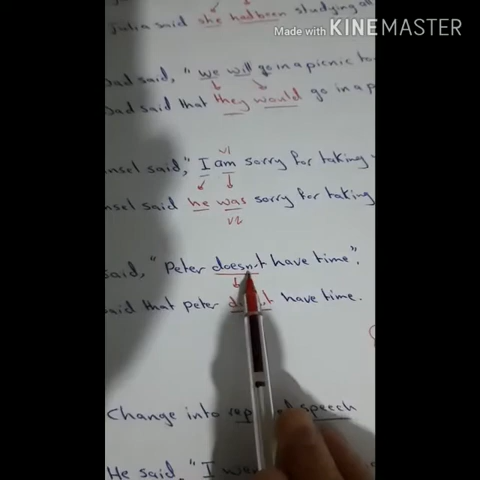 Made with KINEMASTER
Julia said she had been studying
Dad said, "we will go in a picnic
Dad said that they would go in a
V1
said, "I am sorry for taking
said he was sorry for taking
V2
said, "Peter doesn't have time".
said that peter have time.
Change into speech
He said, "I